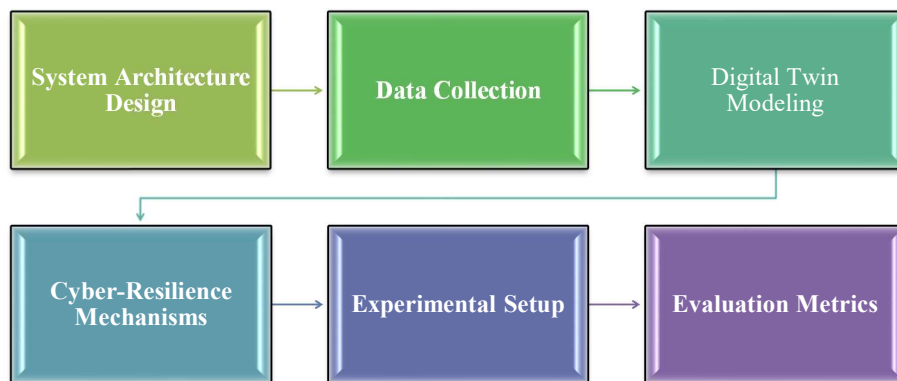 System Architecture
Design
Data Collection
Digital Twin
Modeling
Cyber-Resilience
Mechanisms
Experimental Setup
Evaluation Metrics